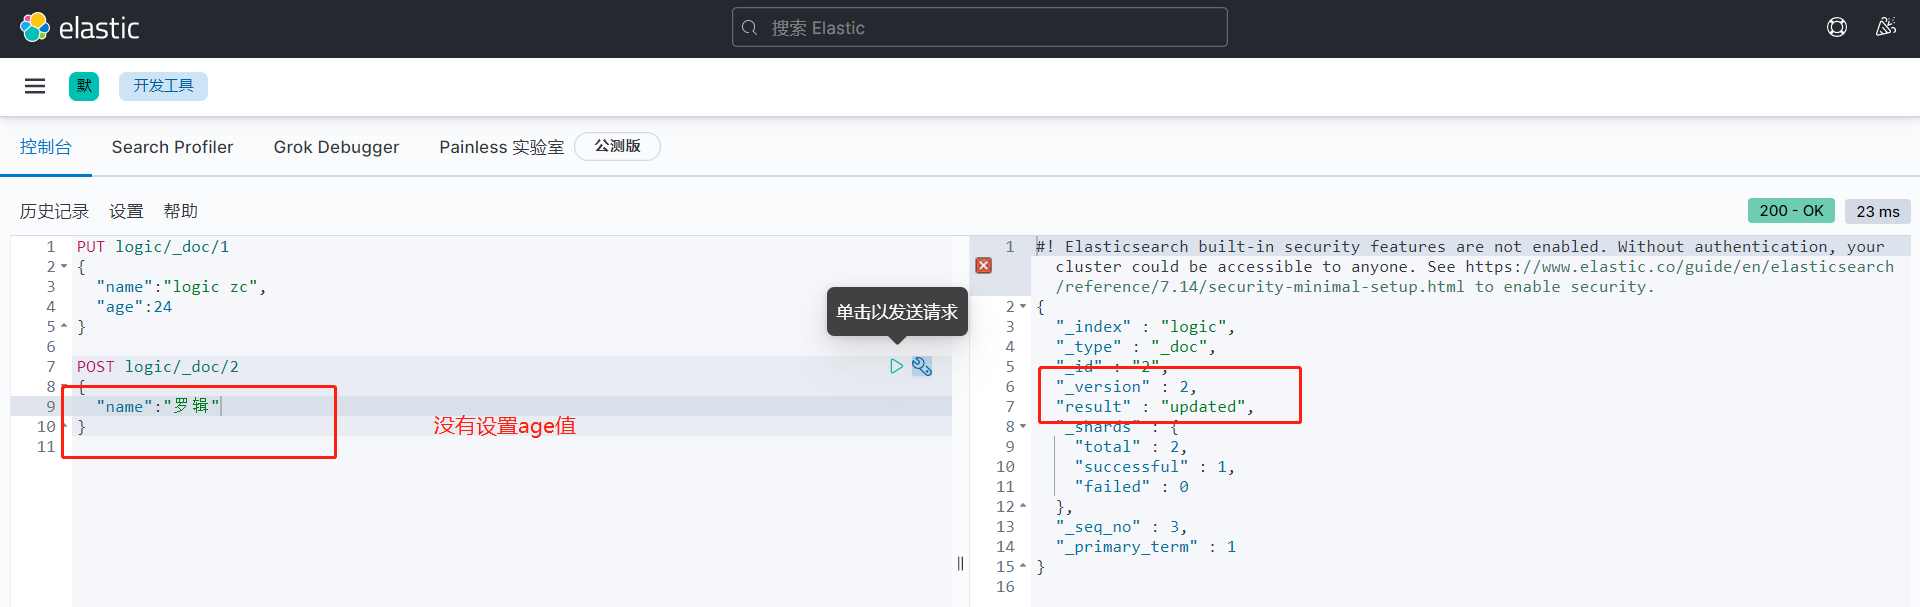 elastic
搜索 Elastic
默
开发工具
控制台 Search Profiler Grok Debugger Painless 实验室 公测版
历史记录 设置 帮助
200 - OK 23 ms
1 PUT logic/_doc/1
2 {
3 "name":"logic zc",
4 "age":24
5 }
6
7 POST logic/_doc/2
8 {
9 "name":"罗辑"
10 }
11
单击以发送请求
没有设置age值
1 #! Elasticsearch built-in security features are not enabled. Without authentication, your
cluster could be accessible to anyone. See https://www.elastic.co/guide/en/elasticsearch
/reference/7.14/security-minimal-setup.html to enable security.
2 {
3 "_index" : "logic",
4 "_type" : "_doc",
5 "_id" : "2",
6 "_version" : 2,
7 "result" : "updated",
8 "_shards" : {
9 "total" : 2,
10 "successful" : 1,
11 "failed" : 0
12 },
13 "_seq_no" : 3,
14 "_primary_term" : 1
15 }
16